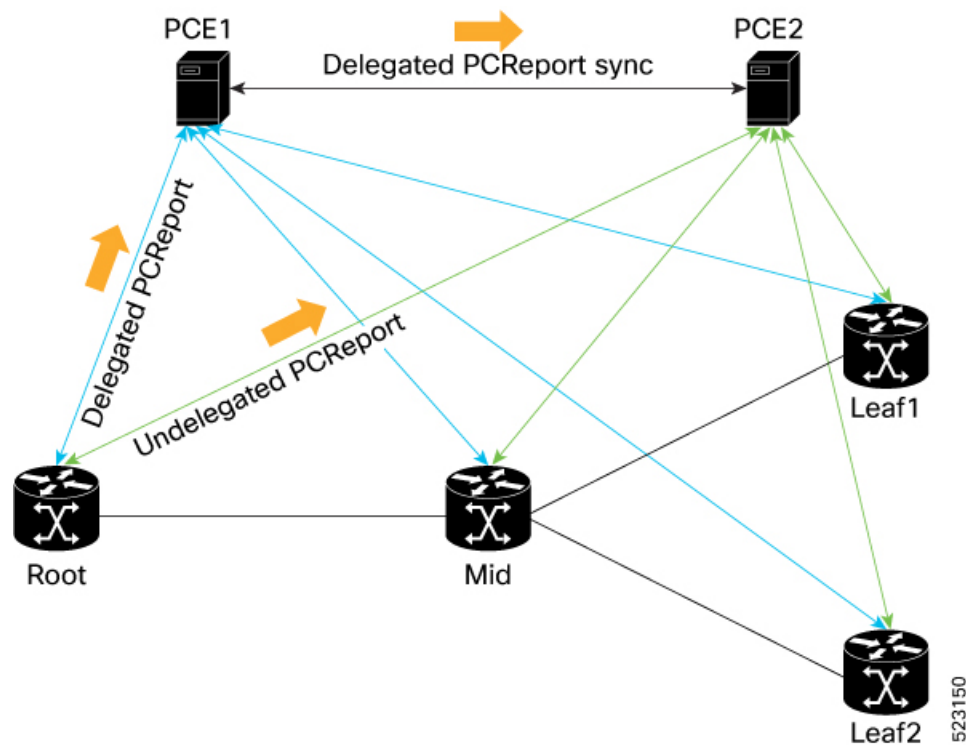 PCE1
PCE2
Delegated PCReport sync
Delegated PCReport
Undelegated PCReport
Leaf1
Root
Mid
Leaf2
523150